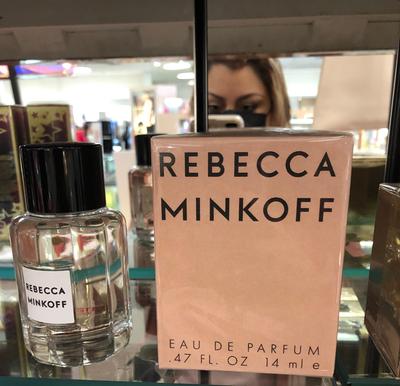 REBECCA
MINKOFF
EAU DE PARFUM
.47 FL. OZ 14 ml e
REBECCA
MINKOFF